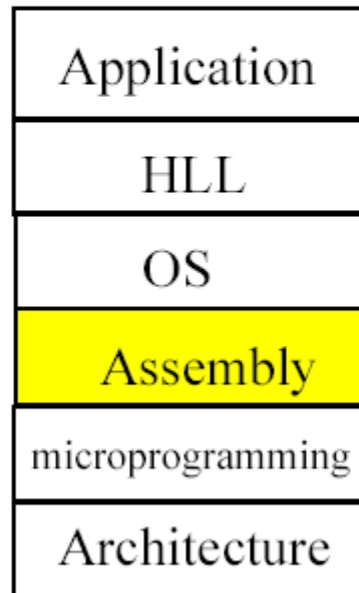 Application
HLL
OS
Assembly
microprogramming
Architecture